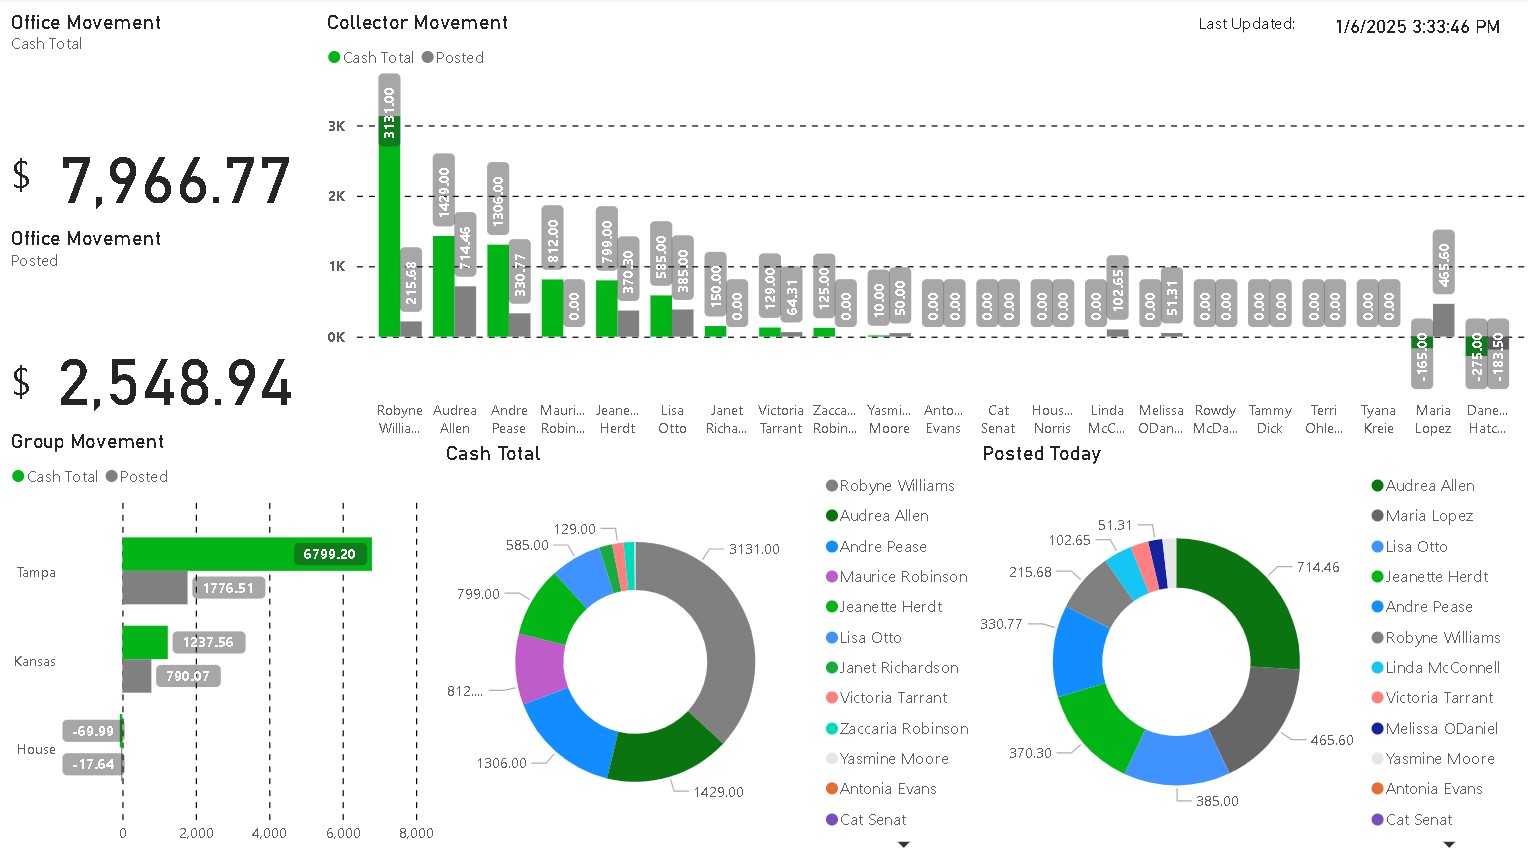 Office Movement
Cash Total
$ 7,966.77
Office Movement
Posted
$ 2,548.94
Collector Movement
Cash Total Posted
Last Updated: 1/6/2025 3:33:46 PM
3K
2K
1K
0K
3131.00 215.68
1429.00 714.46
1306.00 330.77
812.00 0.00
799.00 370.30
585.00 385.00
150.00 0.00
129.00 64.31
125.00 0.00
10.00 50.00
0.00 0.00
0.00 0.00
0.00 0.00
0.00 102.65
0.00 51.31
0.00 0.00
0.00 0.00
0.00 0.00
0.00 0.00
-165.00 465.60
-275.00 -183.50
Robyne Willia...
Audrea Allen
Andre Pease
Mauri... Robin...
Jeane... Herdt
Lisa Otto
Janet Richa...
Victoria Tarrant
Zacca... Robin...
Yasmi... Moore
Anto... Evans
Cat Senat
Hous... Norris
Linda McC...
Melissa ODan...
Rowdy McDa...
Tammy Dick
Terri Ohle...
Tyana Kreie
Maria Lopez
Dane... Hatc...
Group Movement
Cash Total Posted
Tampa
6799.20
1776.51
Kansas
1237.56
790.07
House
-69.99
-17.64
0 2,000 4,000 6,000 8,000
Cash Total
129.00
585.00
799.00
812....
1306.00
1429.00
3131.00
Robyne Williams
Audrea Allen
Andre Pease
Maurice Robinson
Jeanette Herdt
Lisa Otto
Janet Richardson
Victoria Tarrant
Zaccaria Robinson
Yasmine Moore
Antonia Evans
Cat Senat
Posted Today
51.31
102.65
215.68
330.77
370.30
385.00
465.60
714.46
Audrea Allen
Maria Lopez
Lisa Otto
Jeanette Herdt
Andre Pease
Robyne Williams
Linda McConnell
Victoria Tarrant
Melissa ODaniel
Yasmine Moore
Antonia Evans
Cat Senat